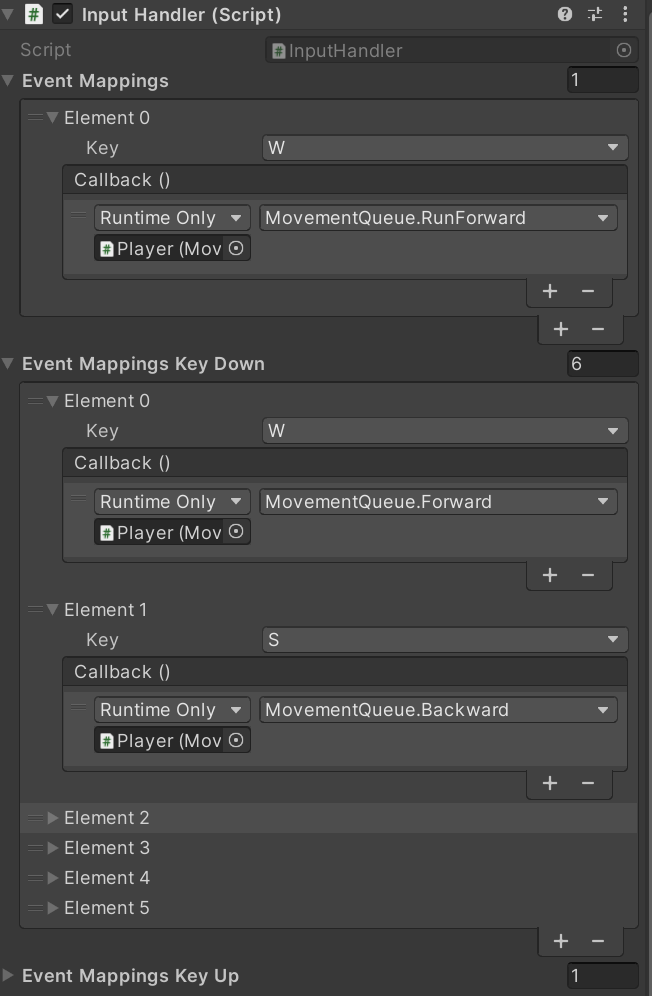 Input Handler (Script)
Script InputHandler
Event Mappings 1
Element 0
Key W
Callback ()
Runtime Only MovementQueue.RunForward
Player (Mov
Event Mappings Key Down 6
Element 0
Key W
Callback ()
Runtime Only MovementQueue.Forward
Player (Mov
Element 1
Key S
Callback ()
Runtime Only MovementQueue.Backward
Player (Mov
Element 2
Element 3
Element 4
Element 5
Event Mappings Key Up 1